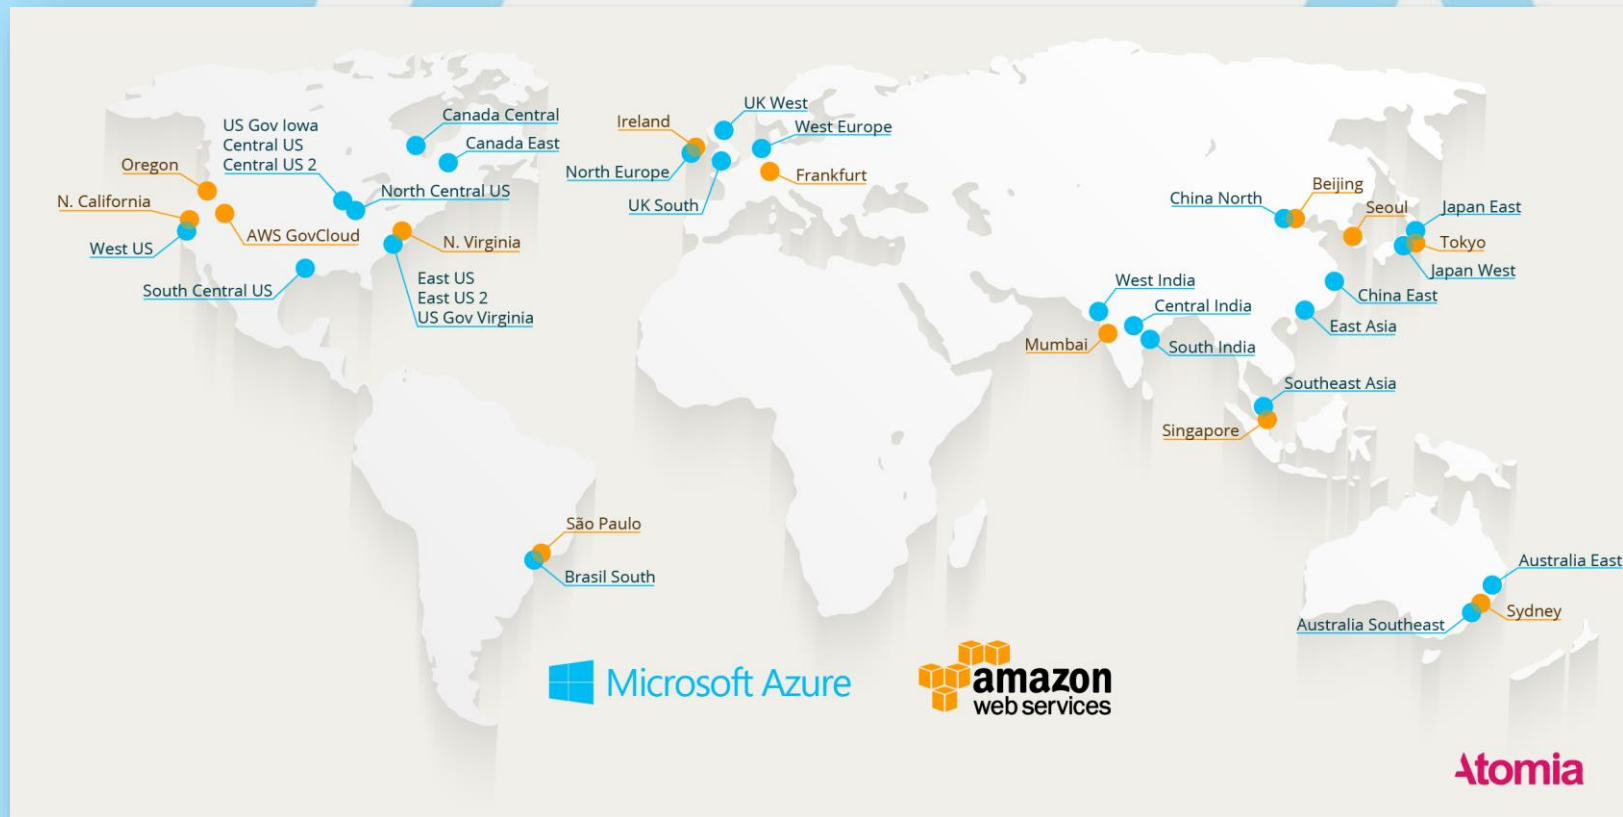 Canada Central
Canada East
US Gov Iowa
Central US
Central US 2
Oregon
North Central US
N. California
AWS GovCloud
N. Virginia
West US
South Central US
East US
East US 2
US Gov Virginia
São Paulo
Brasil South
UK West
Ireland
West Europe
North Europe
Frankfurt
UK South
China North
Beijing
Seoul
Japan East
Tokyo
Japan West
West India
Central India
China East
Mumbai
South India
East Asia
Southeast Asia
Singapore
Australia East
Sydney
Australia Southeast
Microsoft Azure
amazon
web services
Atomia